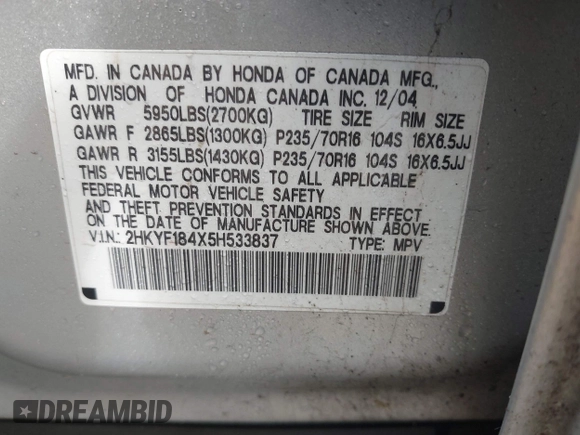 MFD. IN CANADA BY HONDA OF CANADA MFG.,
A DIVISION OF HONDA CANADA INC. 12/04
GVWR 5950LBS(2700KG) TIRE SIZE RIM SIZE
GAWR F 2865LBS(1300KG) P235/70R16 104S 16X6.5JJ
GAWR R 3155LBS(1430KG) P235/70R16 104S 16X6.5JJ
THIS VEHICLE CONFORMS TO ALL APPLICABLE
FEDERAL MOTOR VEHICLE SAFETY
AND THEFT PREVENTION STANDARDS IN EFFECT ON
THE DATE OF MANUFACTURE SHOWN ABOVE.
V.I.N.: 2HKYF184X5H533837 TYPE: MPV
DREAMBID